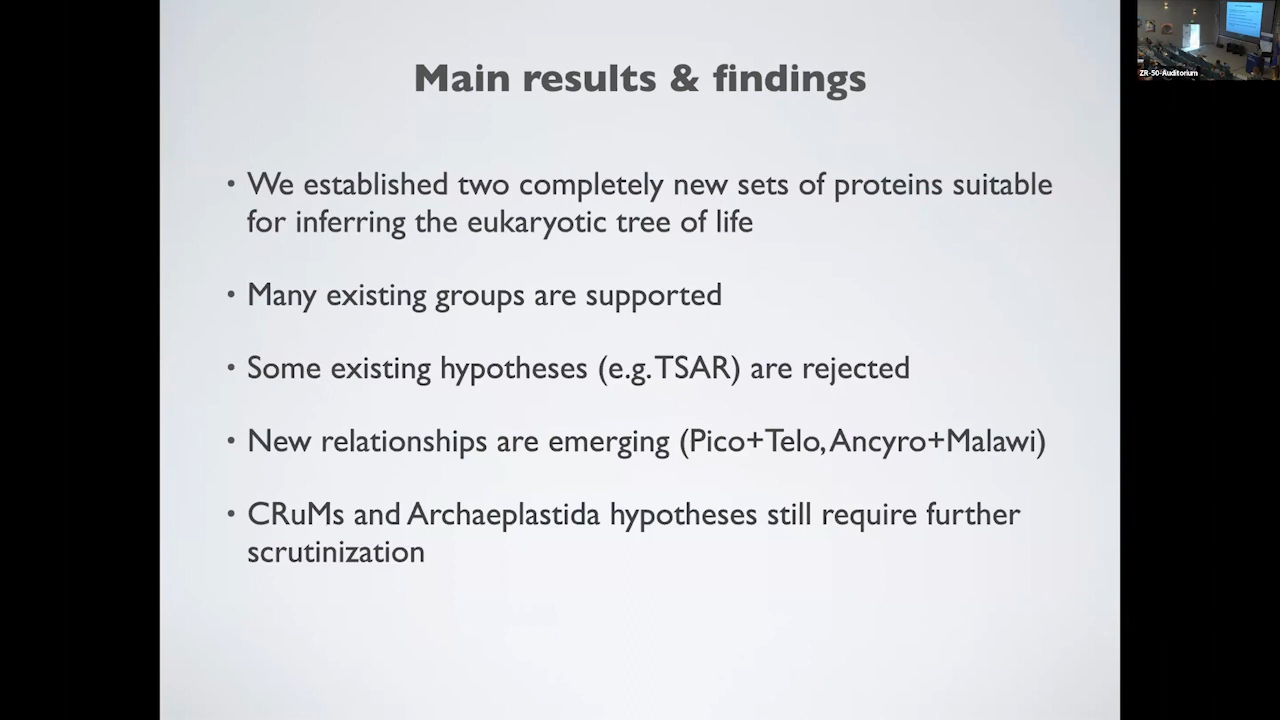 Main results & findings
• We established two completely new sets of proteins suitable
for inferring the eukaryotic tree of life
• Many existing groups are supported
• Some existing hypotheses (e.g. TSAR) are rejected
• New relationships are emerging (Pico+Telo, Ancyro+Malawi)
• CRuMs and Archaeplastida hypotheses still require further
scrutinization
ZR-50-Auditorium